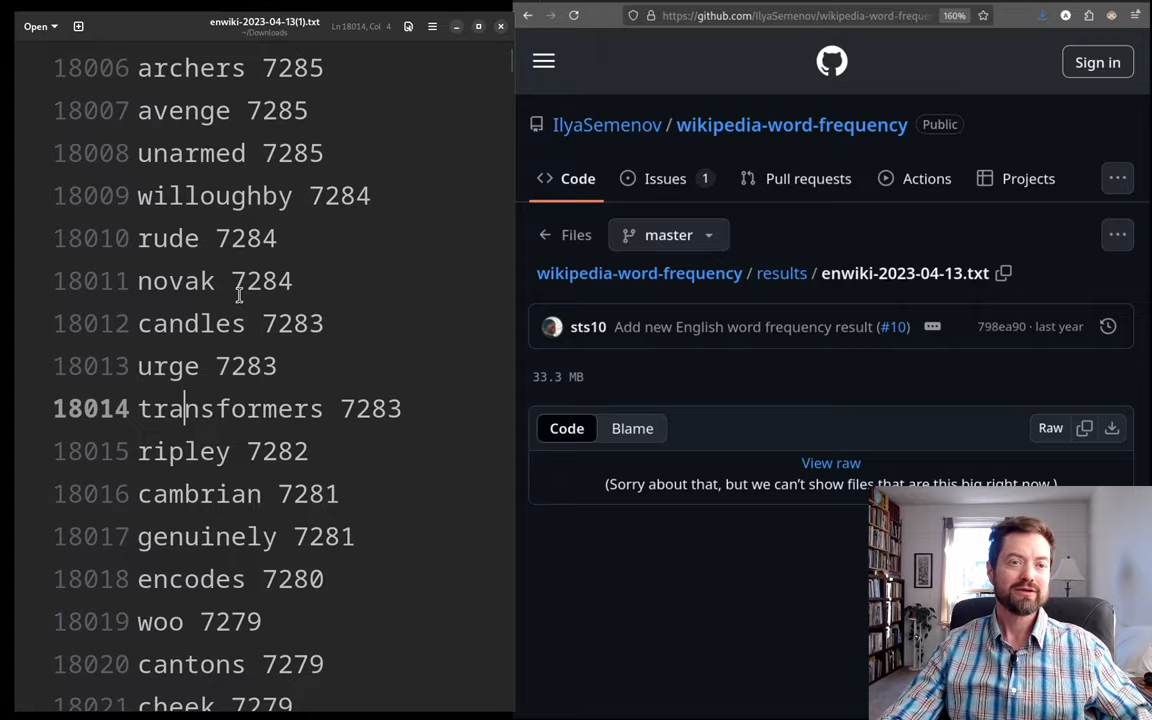 Open
enwiki-2023-04-13(1).txt
~/Downloads
Ln 18014, Col 4
18006 archers 7285
18007 avenge 7285
18008 unarmed 7285
18009 willoughby 7284
18010 rude 7284
18011 novak 7284
18012 candles 7283
18013 urge 7283
18014 transformers 7283
18015 ripley 7282
18016 cambrian 7281
18017 genuinely 7281
18018 encodes 7280
18019 woo 7279
18020 cantons 7279
18021 cheek 7279
https://github.com/IlyaSemenov/wikipedia-word-freque
160%
Sign in
IlyaSemenov / wikipedia-word-frequency Public
Code Issues 1 Pull requests Actions Projects
Files master
wikipedia-word-frequency / results / enwiki-2023-04-13.txt
sts10 Add new English word frequency result (#10) 798ea90 · last year
33.3 MB
Code Blame Raw
View raw
(Sorry about that, but we can't show files that are this big right now.)